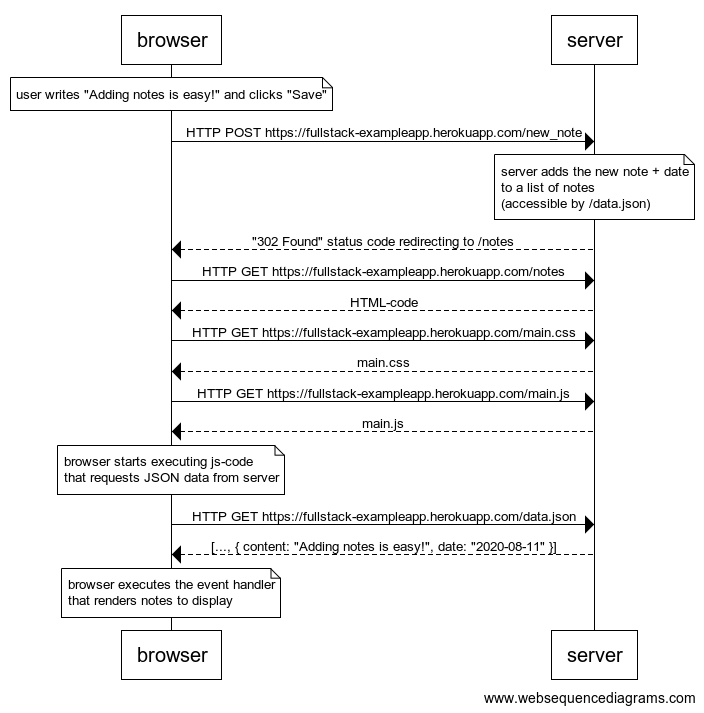 browser
server
user writes "Adding notes is easy!" and clicks "Save"
HTTP POST https://fullstack-exampleapp.herokuapp.com/new_note
server adds the new note + date
to a list of notes
(accessible by /data.json)
"302 Found" status code redirecting to /notes
HTTP GET https://fullstack-exampleapp.herokuapp.com/notes
HTML-code
HTTP GET https://fullstack-exampleapp.herokuapp.com/main.css
main.css
HTTP GET https://fullstack-exampleapp.herokuapp.com/main.js
main.js
browser starts executing js-code
that requests JSON data from server
HTTP GET https://fullstack-exampleapp.herokuapp.com/data.json
[..., { content: "Adding notes is easy!", date: "2020-08-11" }]
browser executes the event handler
that renders notes to display
browser
server
www.websequencediagrams.com